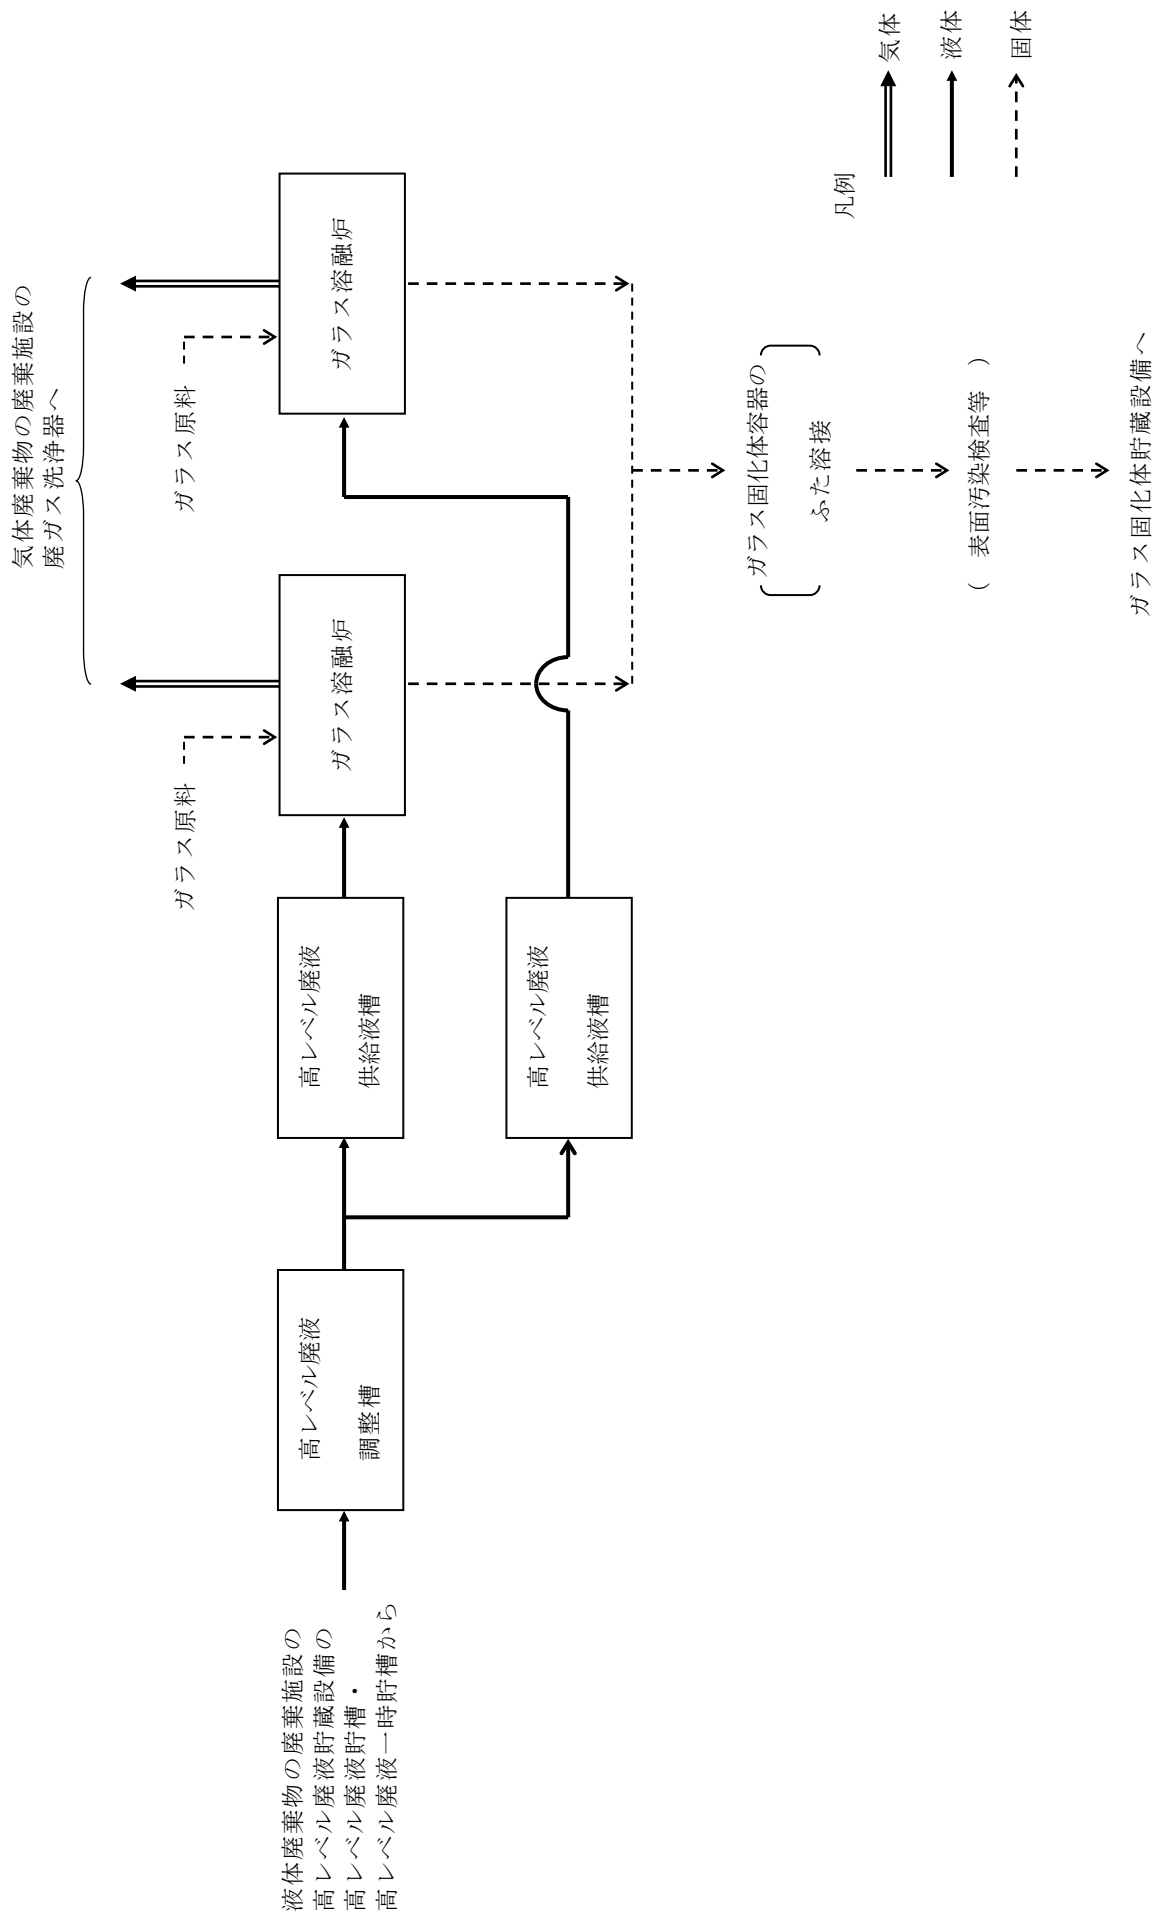 気体廃棄物の廃棄施設の
廃ガス洗浄器へ
ガラス原料
ガラス原料
液体廃棄物の廃棄施設の
高レベル廃液貯蔵設備の
高レベル廃液貯槽・
高レベル廃液一時貯槽から
高レベル廃液
調整槽
高レベル廃液
供給液槽
ガラス溶融炉
ガラス溶融炉
高レベル廃液
供給液槽
ガラス固化体容器の
ふた溶接
(表面汚染検査等)
ガラス固化体貯蔵設備へ
凡例
気体
液体
固体